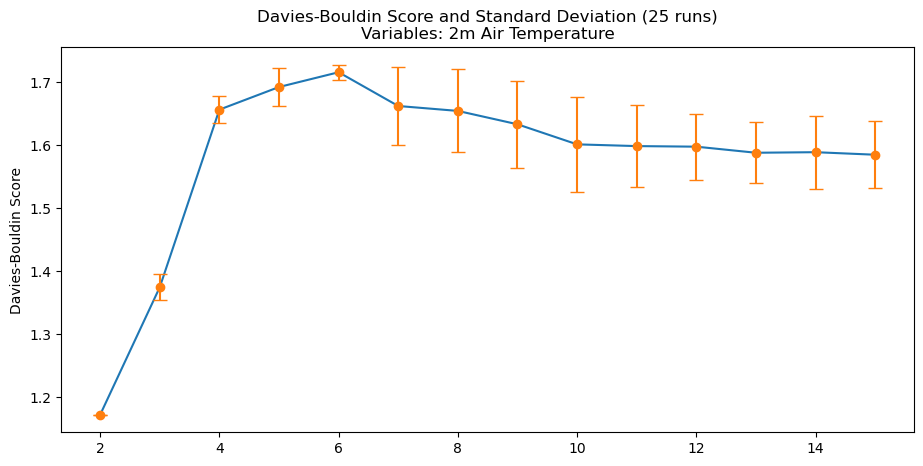 Davies-Bouldin Score and Standard Deviation (25 runs)
Variables: 2m Air Temperature
Davies-Bouldin Score
1.7
1.6
1.5
1.4
1.3
1.2
2 4 6 8 10 12 14